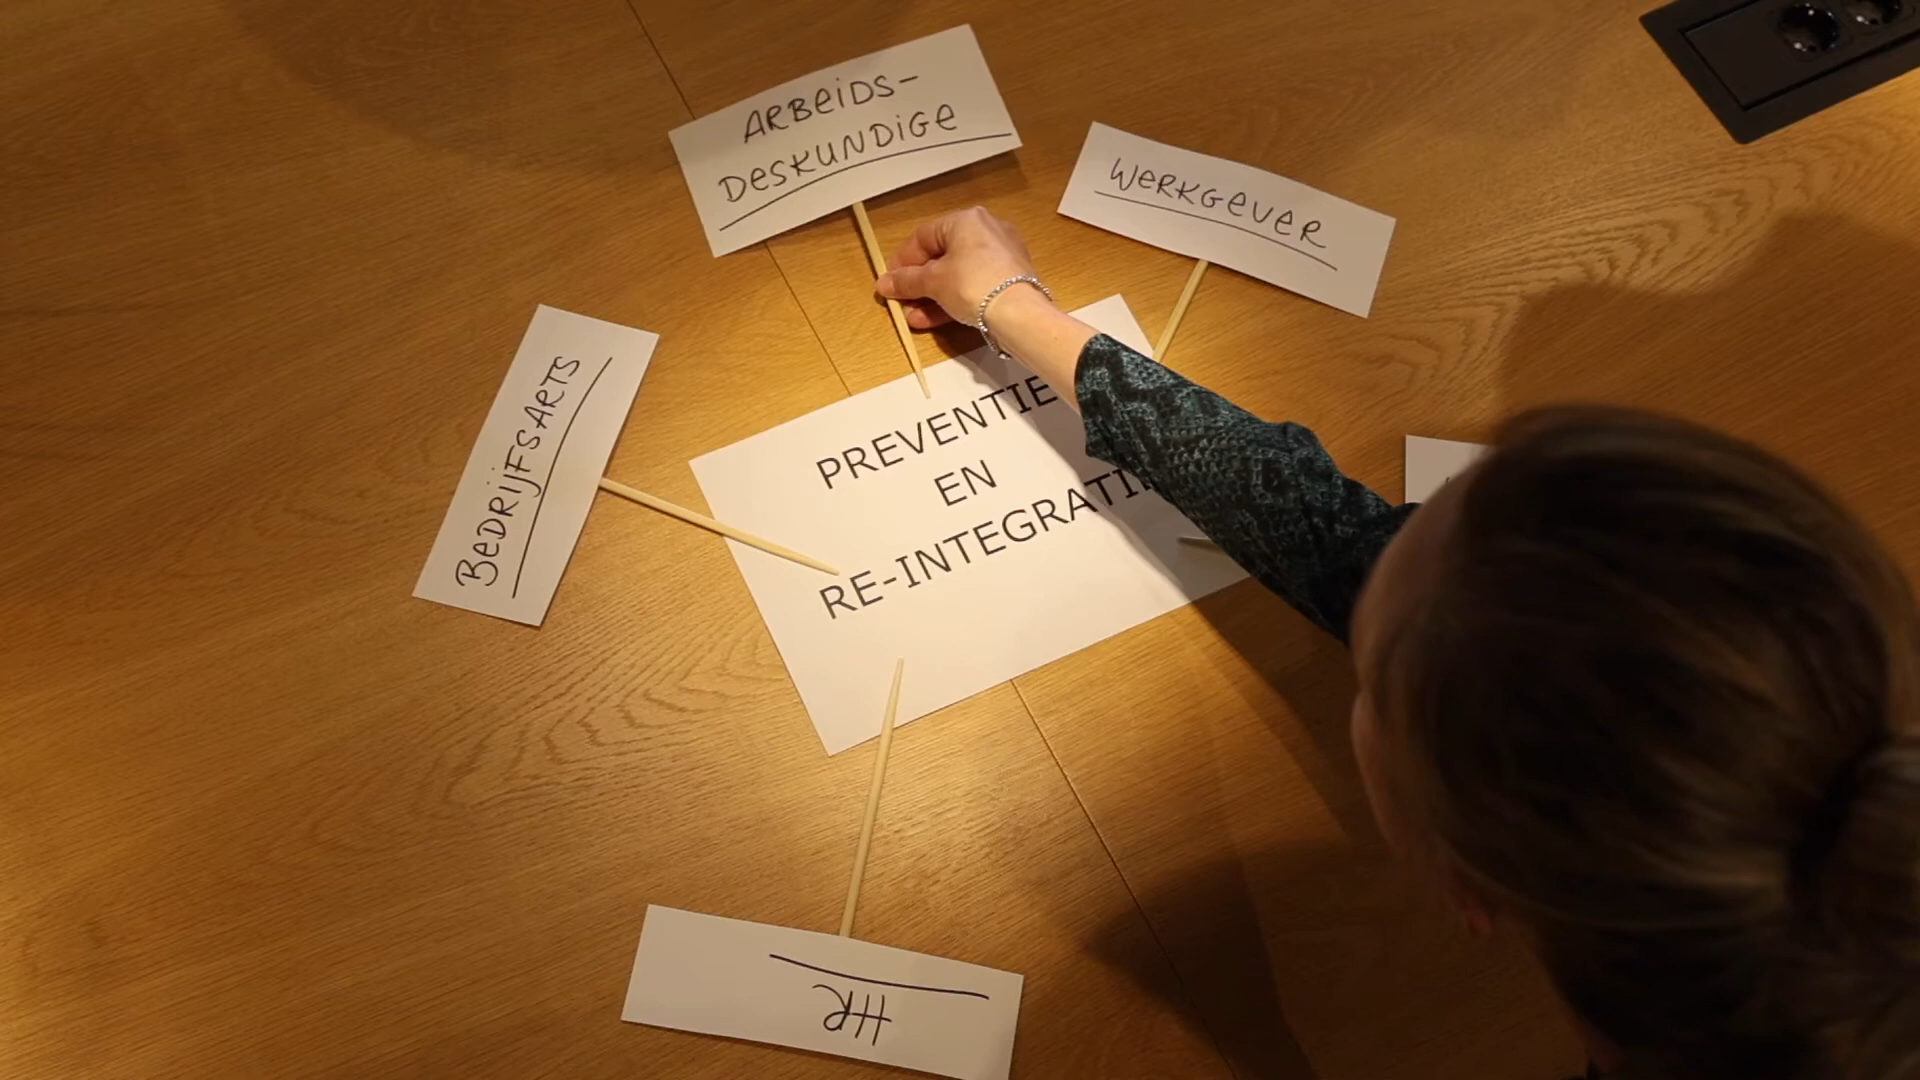 ARBEIDS-
DESKUNDIGE
WERKGEVER
BEDRIJFSARTS
PREVENTIE
EN
RE-INTEGRATI
HR